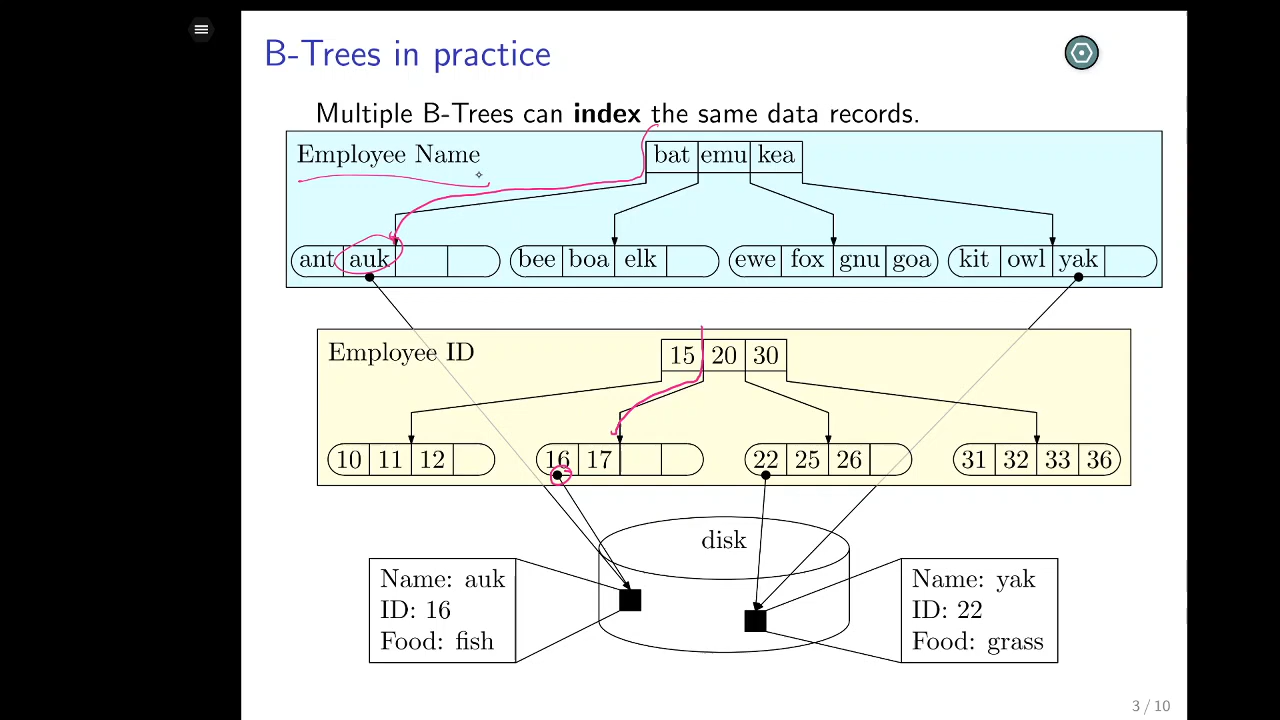 B-Trees in practice
Multiple B-Trees can index the same data records.
Employee Name
bat emu kea
ant auk
bee boa elk
ewe fox gnu goa
kit owl yak
Employee ID
15 20 30
10 11 12
16 17
22 25 26
31 32 33 36
disk
Name: auk
ID: 16
Food: fish
Name: yak
ID: 22
Food: grass
3 / 10